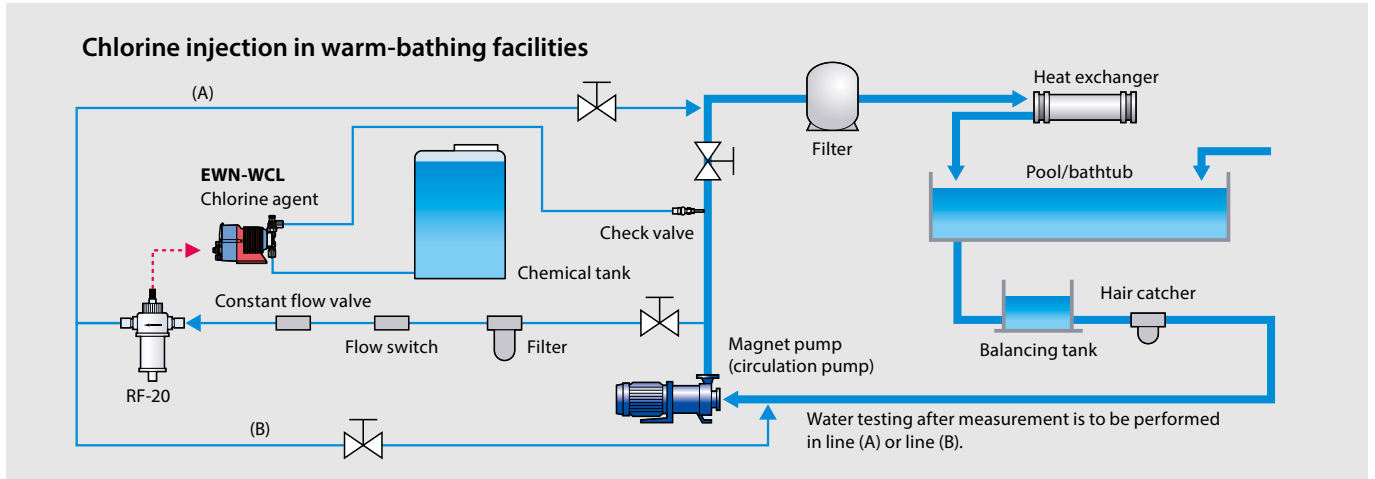 Chlorine injection in warm-bathing facilities
(A)
Heat exchanger
Filter
EWN-WCL
Chlorine agent
Pool/bathtub
Check valve
Chemical tank
Constant flow valve
Hair catcher
Flow switch
Filter
Magnet pump
(circulation pump)
Balancing tank
RF-20
(B)
Water testing after measurement is to be performed
in line (A) or line (B).